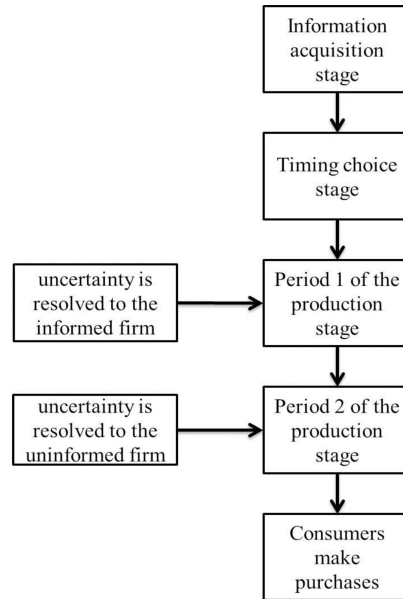 Information
acquisition
stage
Timing choice
stage
uncertainty is
resolved to the
informed firm
Period 1 of the
production
stage
uncertainty is
resolved to the
uninformed firm
Period 2 of the
production
stage
Consumers
make
purchases